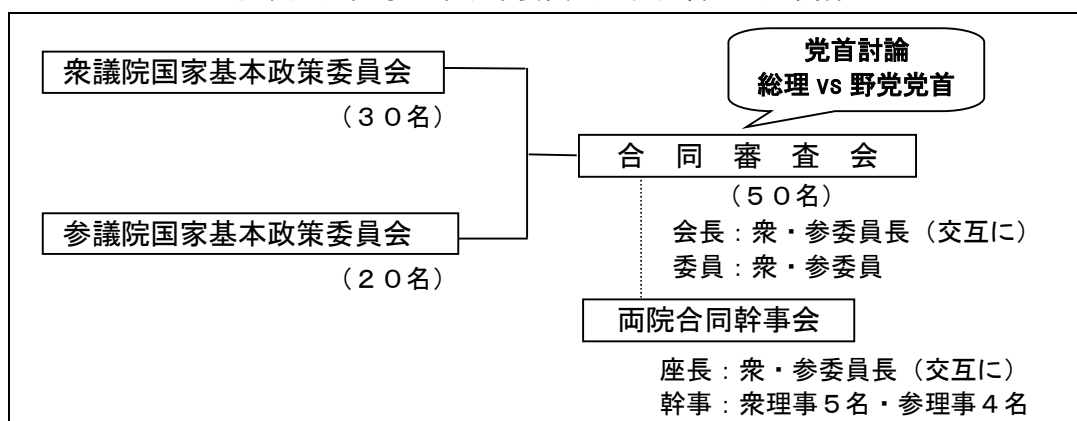 衆議院国家基本政策委員会
（３０名）
党首討論
総理 vs 野党党首
合同審査会
（５０名）
会長：衆・参委員長（交互に）
委員：衆・参委員
参議院国家基本政策委員会
（２０名）
両院合同幹事会
座長：衆・参委員長（交互に）
幹事：衆理事５名・参理事４名